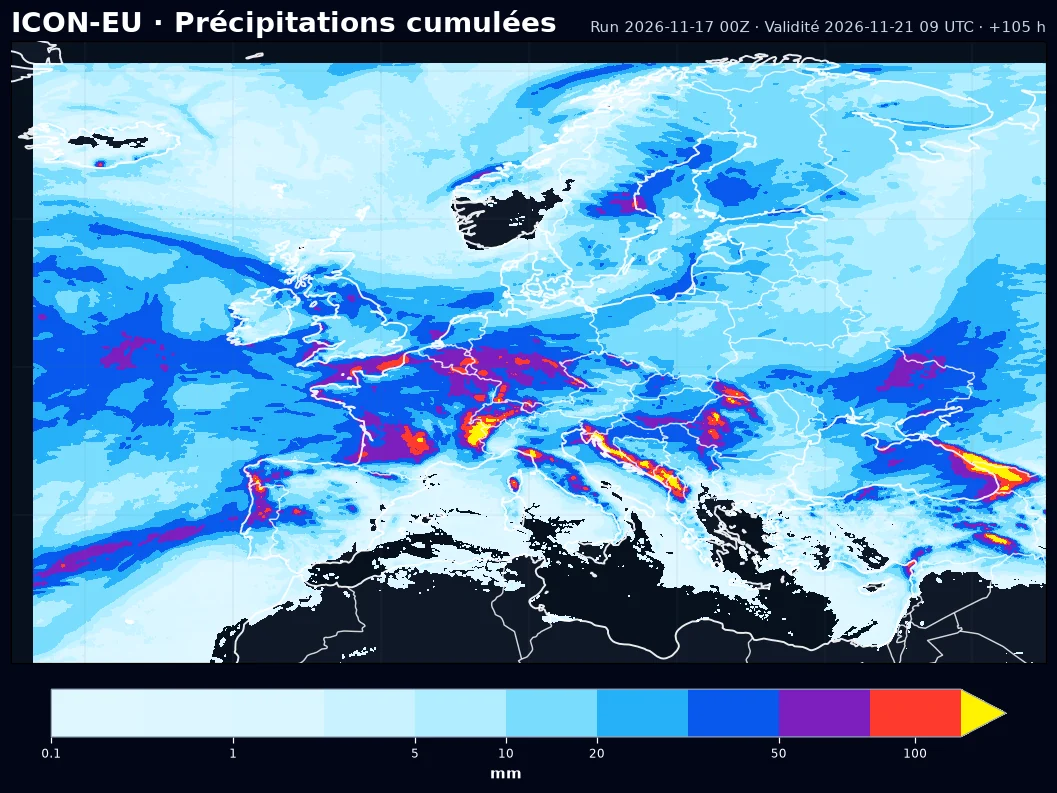 ICON-EU · Précipitations cumulées
Run 2026-11-17 00Z · Validité 2026-11-21 09 UTC · +105 h
0.1 1 5 10 20 50 100
mm